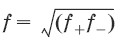 f = √(f₊f₋)